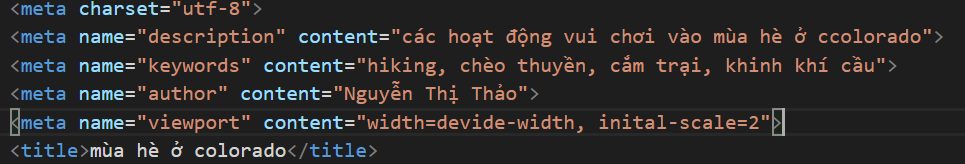 <meta charset="utf-8">
<meta name="description" content="các hoạt động vui chơi vào mùa hè ở ccolorado">
<meta name="keywords" content="hiking, chèo thuyền, cắm trại, khinh khí cầu">
<meta name="author" content="Nguyễn Thị Thảo">
<meta name="viewport" content="width=devide-width, inital-scale=2">
<title>mùa hè ở colorado</title>